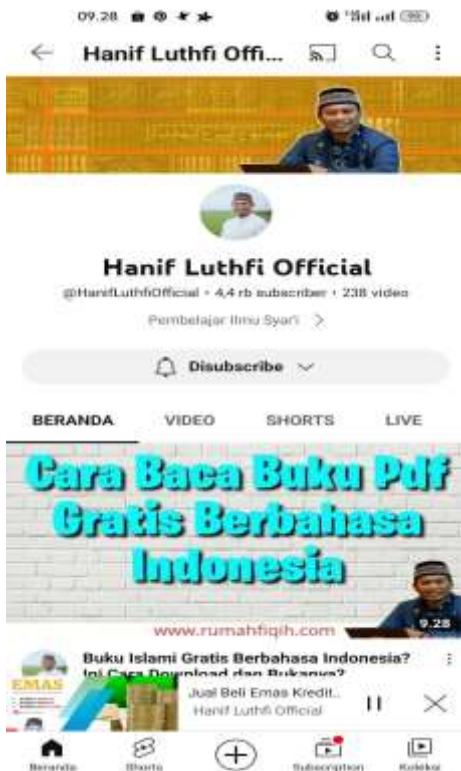 09.28
Hanif Luthfi Offi...
Hanif Luthfi Official
@HanifLuthfiOfficial • 4,4 rb subscriber • 238 video
Pembelajar Ilmu Syar'i
Disubscribe
BERANDA VIDEO SHORTS LIVE
Cara Baca Buku Pdf
Gratis Berbahasa
Indonesia
www.rumahfiqih.com
9.28
Buku Islami Gratis Berbahasa Indonesia?
Ini Cara Download dan Bukanya?
EMAS
Jual Beli Emas Kredit..
Hanif Luthfi Official
Beranda Shorts Subscription Koleksi